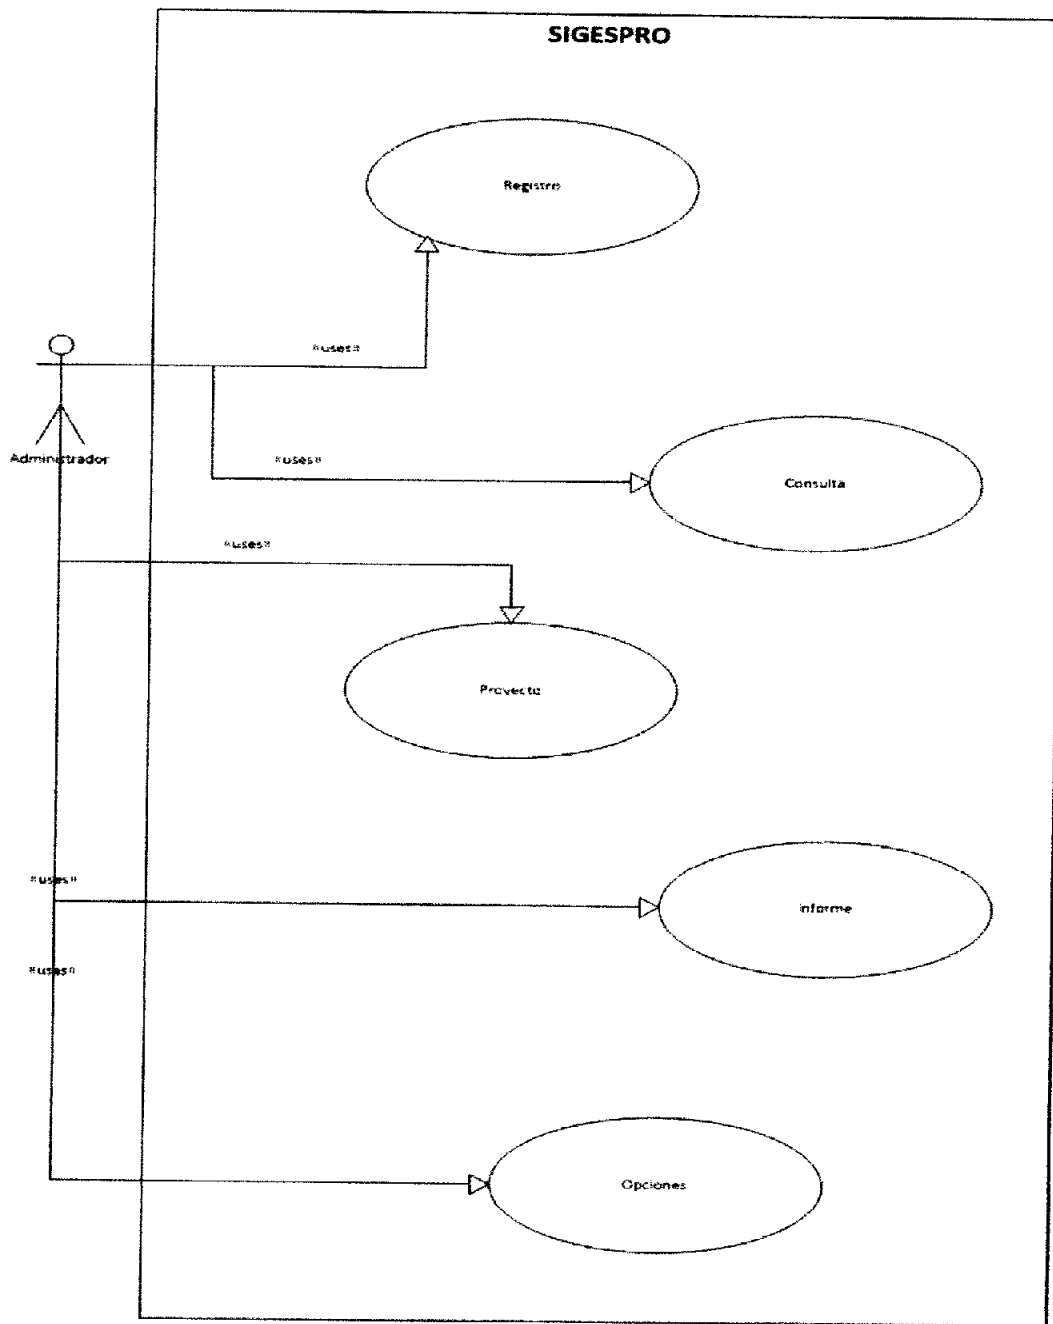 SIGESPRO
Registro
«uses»
Administrador
«uses»
Consulta
«uses»
Proyecto
«uses»
Informe
«uses»
Opciones